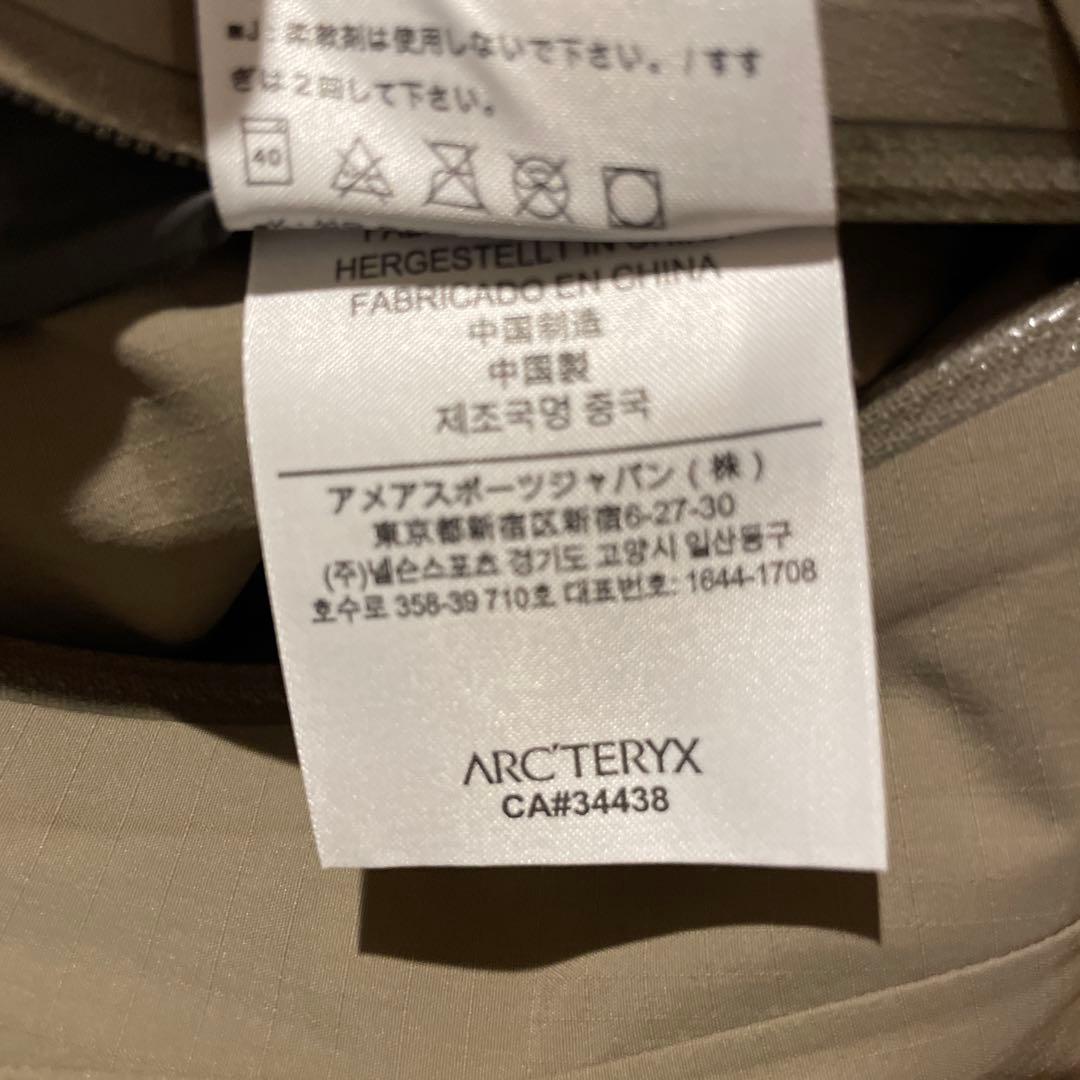 ■J:柔軟剤は使用しないで下さい。/すす
ぎは2回して下さい。
40
HERGESTELLT IN CHINA
FABRICADO EN CHINA
中国制造
中国製
제조국명 중국
アメアスポーツジャパン(株)
東京都新宿区新宿6-27-30
(주)넬슨스포츠 경기도 고양시 일산동구
호수로 358-39 710호 대표번호: 1644-1708
ARC'TERYX
CA#34438